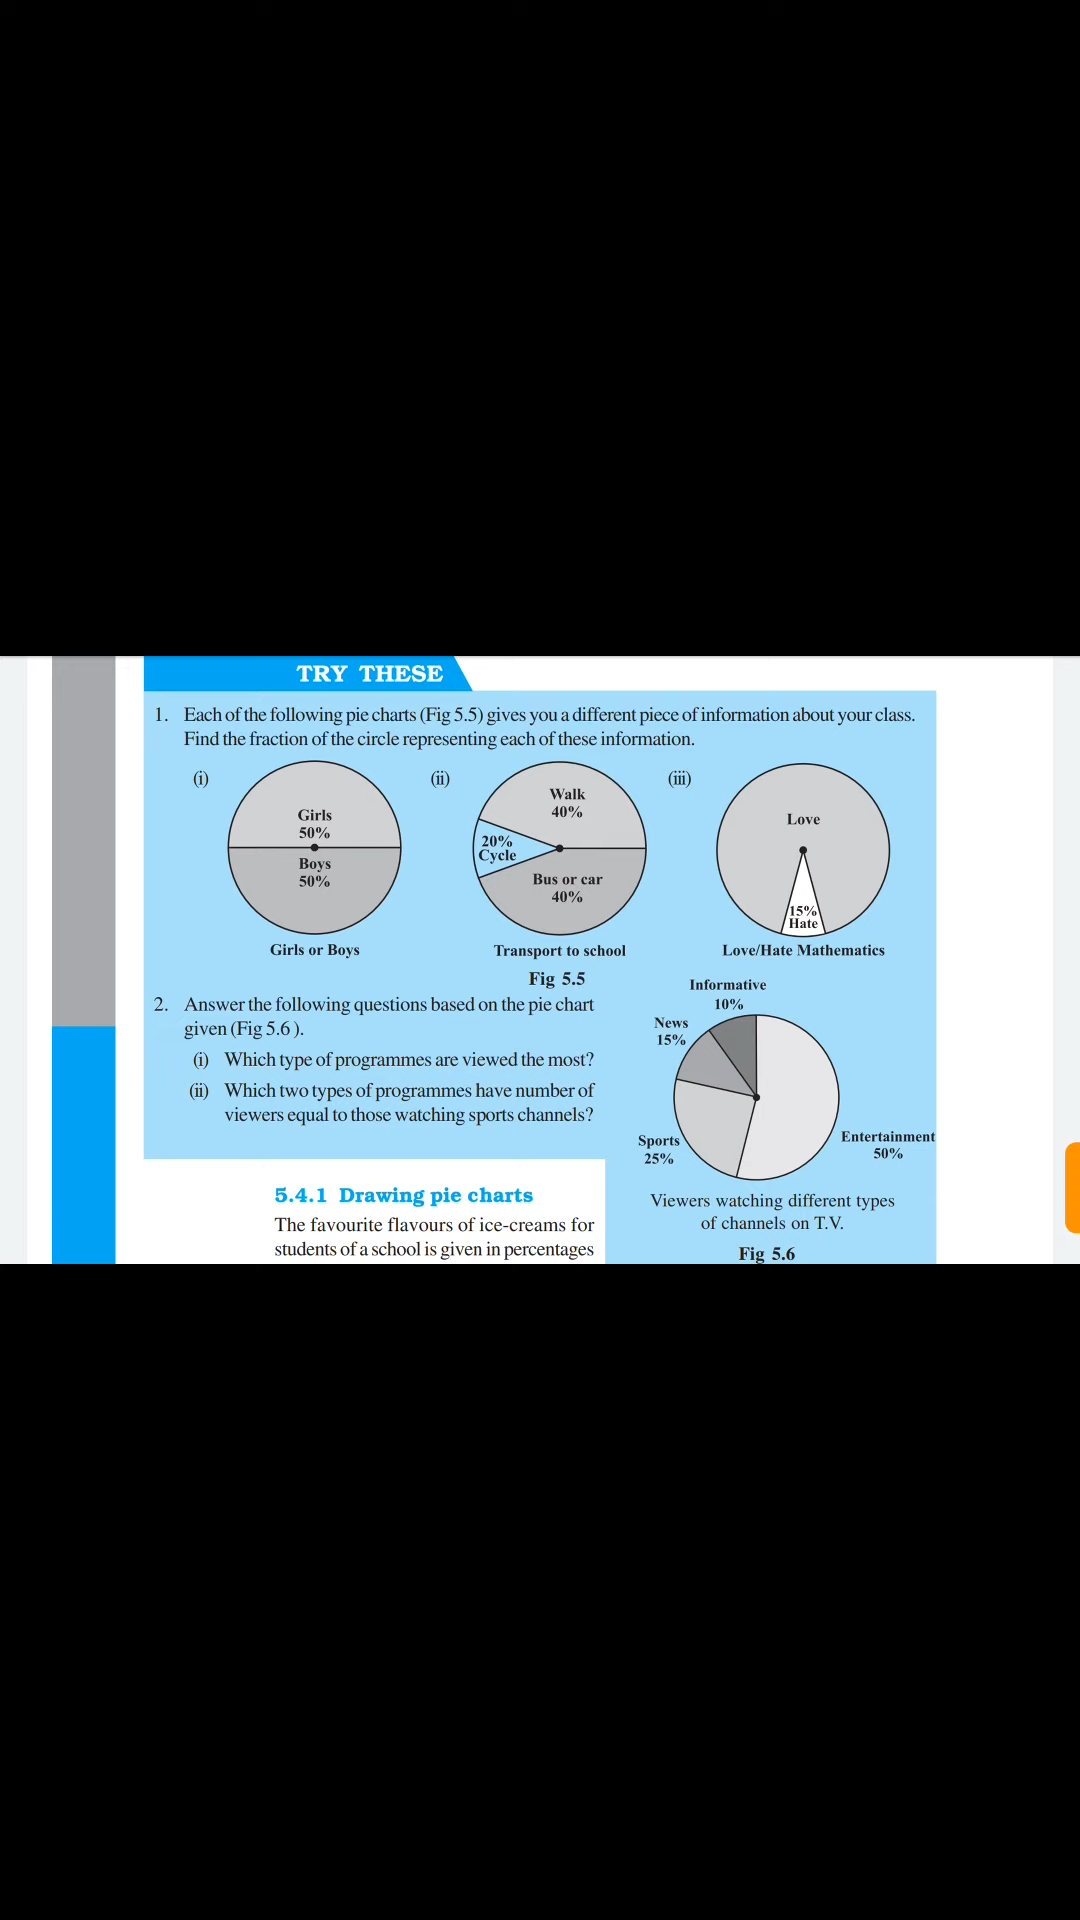 TRY THESE
1. Each of the following pie charts (Fig 5.5) gives you a different piece of information about your class.
Find the fraction of the circle representing each of these information.
(i)
Girls
50%
Boys
50%
Girls or Boys
(ii)
Walk
40%
20%
Cycle
Bus or car
40%
Transport to school
(iii)
Love
15%
Hate
Love/Hate Mathematics
Fig 5.5
2. Answer the following questions based on the pie chart
given (Fig 5.6 ).
(i) Which type of programmes are viewed the most?
(ii) Which two types of programmes have number of
viewers equal to those watching sports channels?
Informative
10%
News
15%
Sports
25%
Entertainment
50%
Viewers watching different types
of channels on T.V.
Fig 5.6
5.4.1 Drawing pie charts
The favourite flavours of ice-creams for
students of a school is given in percentages